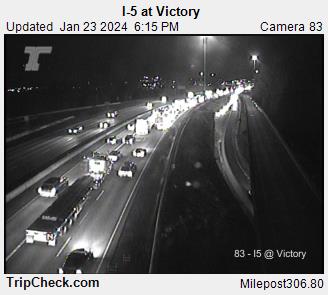 I-5 at Victory
Updated  Jan 23 2024  6:15 PM  Camera 83
T
83 - I5 @ Victory
TripCheck.com  Milepost306.80